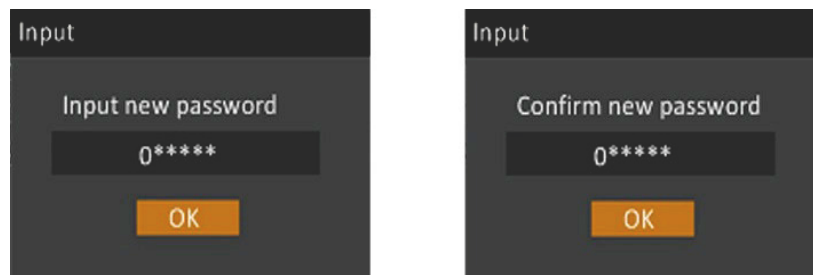 Input
Input new password
0*****
OK
Input
Confirm new password
0*****
OK